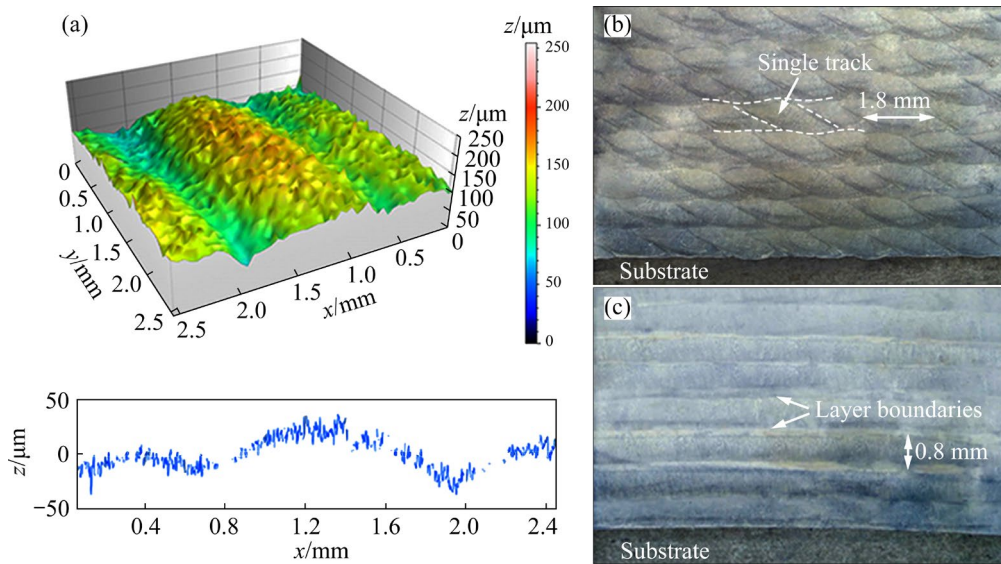 (a)
z/μm
250
200
150
100
50
0
z/μm
250
200
150
100
50
0
0
0.5
1.0
1.5
2.0
2.5
y/mm
2.5
2.0
1.5
1.0
0.5
x/mm
50
0
−50
z/μm
0.4
0.8
1.2
1.6
2.0
2.4
x/mm
(b)
Single track
1.8 mm
Substrate
(c)
Layer boundaries
0.8 mm
Substrate